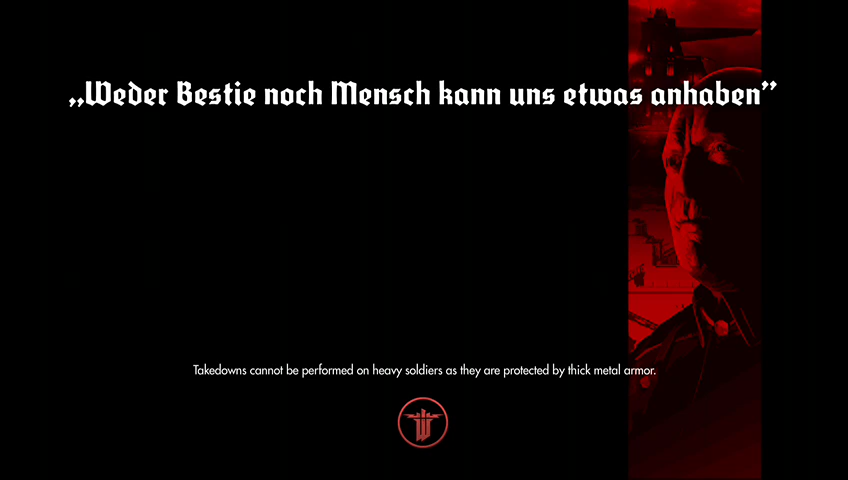 „Weder Bestie noch Mensch kann uns etwas anhaben”
Takedowns cannot be performed on heavy soldiers as they are protected by thick metal armor.